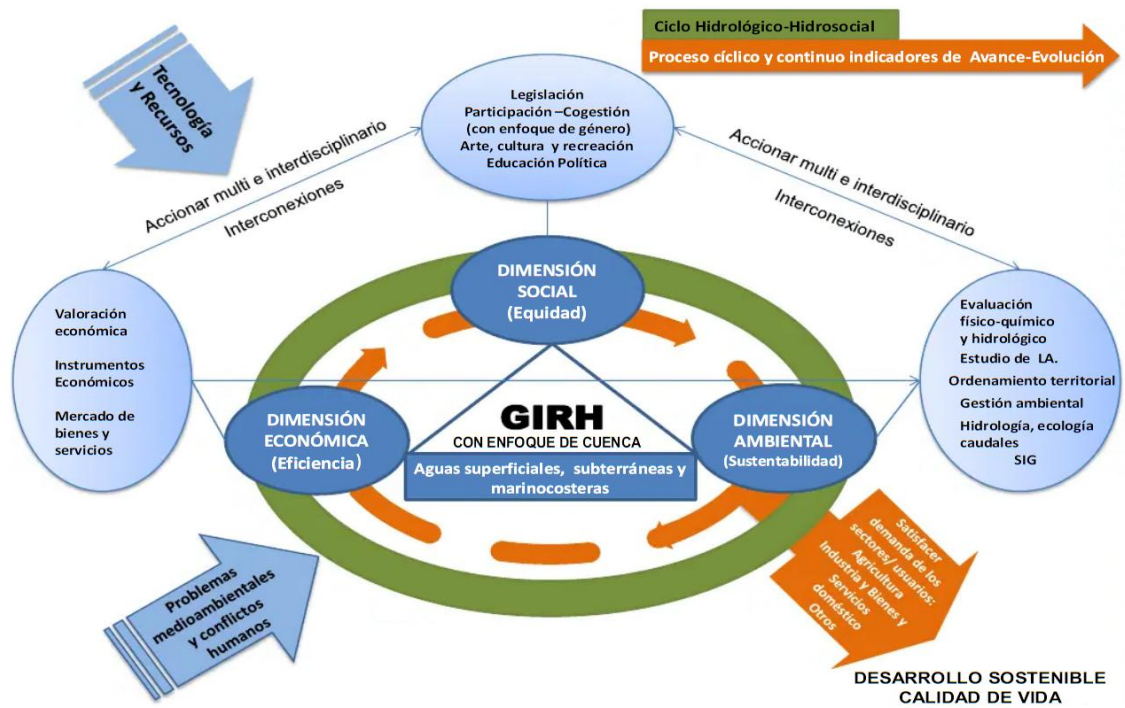 Ciclo Hidrológico-Hidrosocial
Proceso cíclico y continuo indicadores de Avance-Evolución
Tecnología
y Recursos
Legislación
Participación –Cogestión
(con enfoque de género)
Arte, cultura y recreación
Educación Política
Accionar multi e interdisciplinario
Interconexiones
Accionar multi e interdisciplinario
Interconexiones
Valoración
económica
Instrumentos
Económicos
Mercado de
bienes y
servicios
DIMENSIÓN
SOCIAL
(Equidad)
Evaluación
físico-químico
y hidrológico
Estudio de LA.
Ordenamiento territorial
Gestión ambiental
Hidrología, ecología
caudales
SIG
DIMENSIÓN
ECONÓMICA
(Eficiencia)
GIRH
CON ENFOQUE DE CUENCA
Aguas superficiales, subterráneas y
marinocosteras
DIMENSIÓN
AMBIENTAL
(Sustentabilidad)
Problemas
medioambientales
y conflictos
humanos
Satisfacer
demanda de los
sectores/ usuarios:
Agricultura
Industria y Bienes y
Servicios
doméstico
Otros
DESARROLLO SOSTENIBLE
CALIDAD DE VIDA